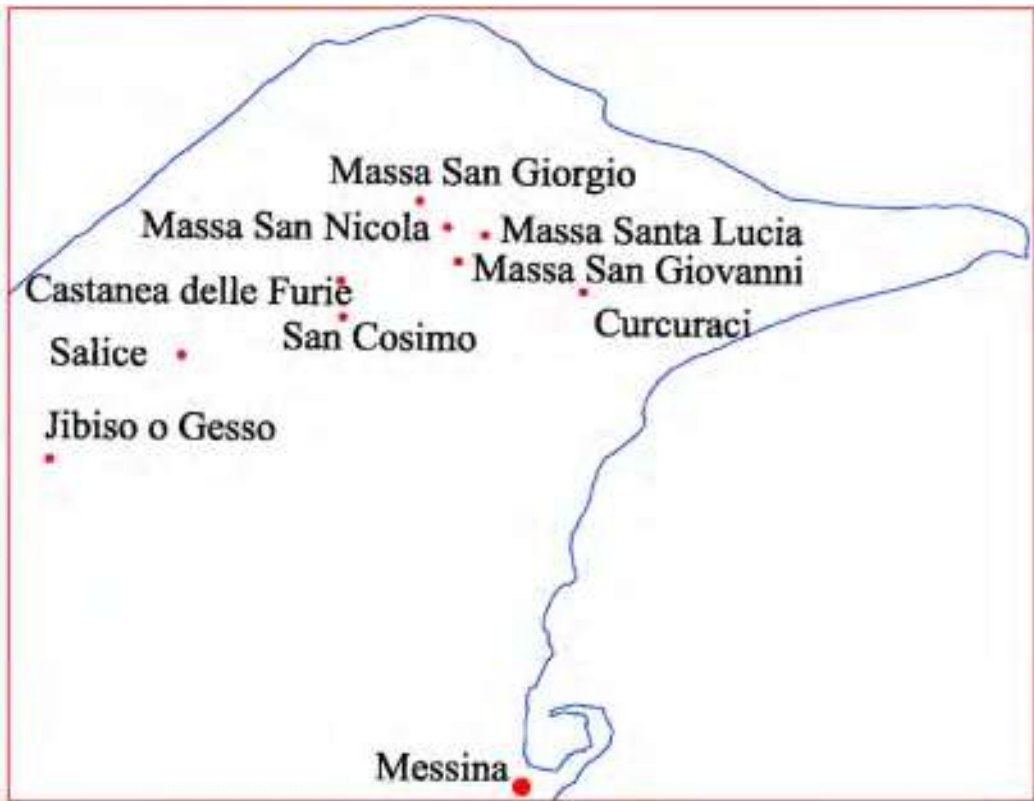 Massa San Giorgio
Massa San Nicola
Massa Santa Lucia
Massa San Giovanni
Castanea delle Furie
Curcuraci
San Cosimo
Salice
Jibiso o Gesso
Messina